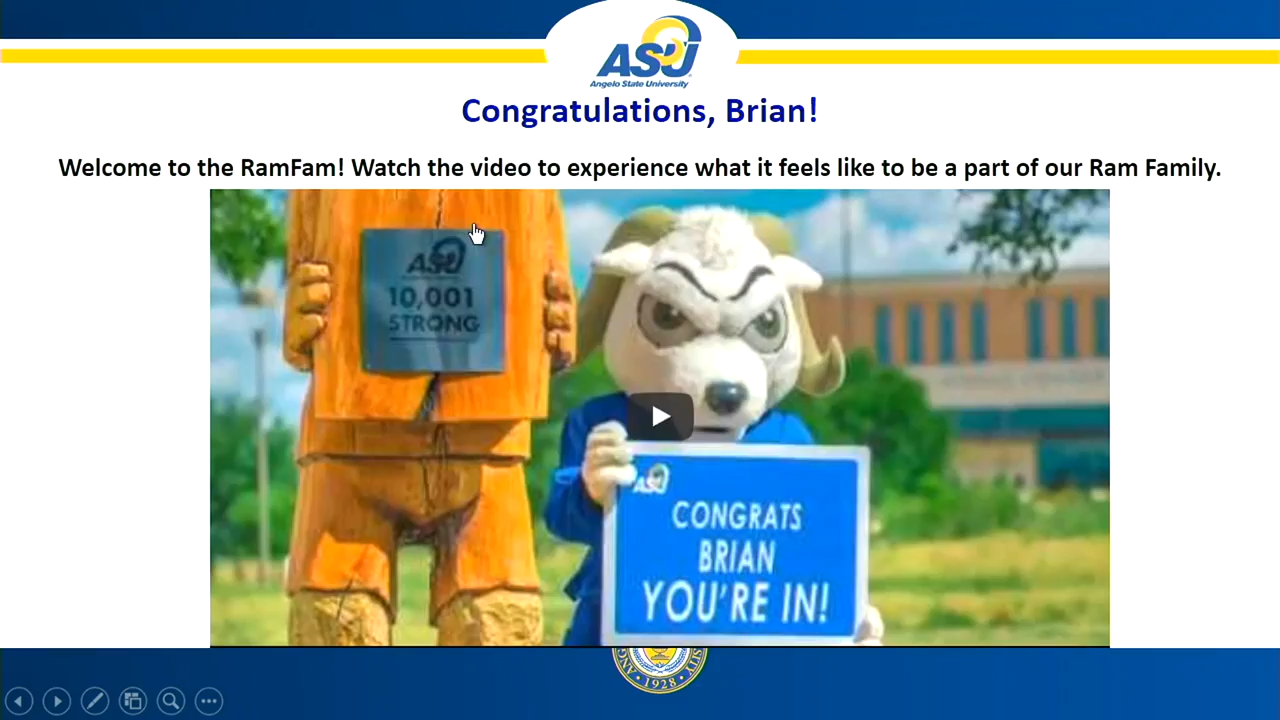 ASU
Angelo State University
Congratulations, Brian!
Welcome to the RamFam! Watch the video to experience what it feels like to be a part of our Ram Family.
ASU
10,001
STRONG
ASU
CONGRATS
BRIAN
YOU'RE IN!
1928